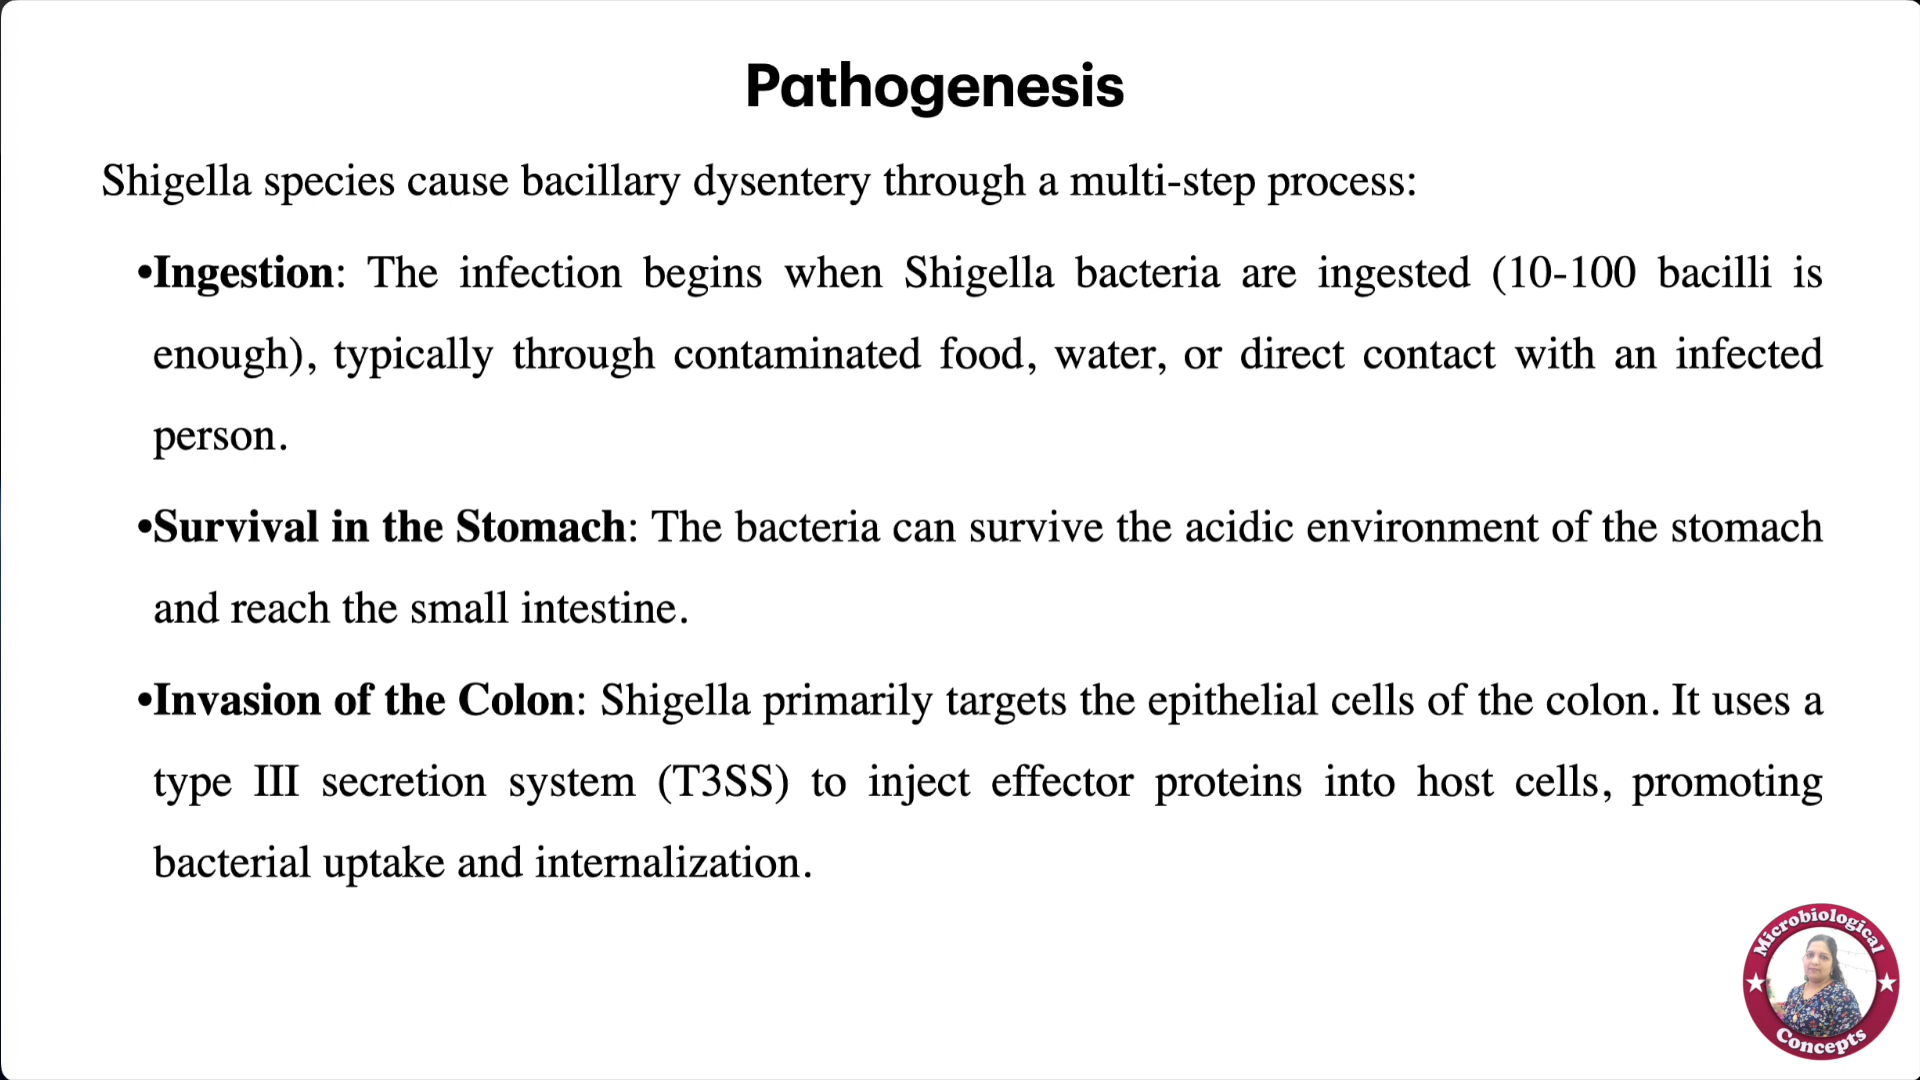 Pathogenesis
Shigella species cause bacillary dysentery through a multi-step process:
•Ingestion: The infection begins when Shigella bacteria are ingested (10-100 bacilli is
enough), typically through contaminated food, water, or direct contact with an infected
person.
•Survival in the Stomach: The bacteria can survive the acidic environment of the stomach
and reach the small intestine.
•Invasion of the Colon: Shigella primarily targets the epithelial cells of the colon. It uses a
type III secretion system (T3SS) to inject effector proteins into host cells, promoting
bacterial uptake and internalization.
Microbiological
Concepts